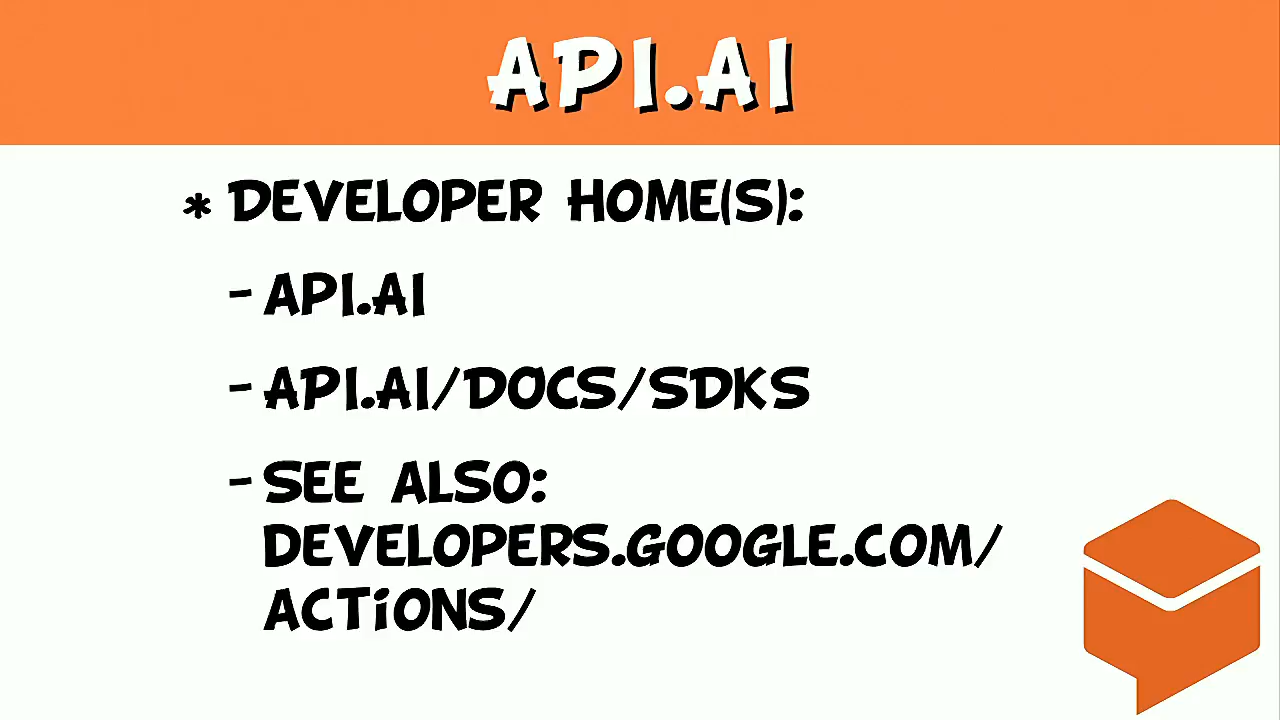 API.AI
* DEVELOPER HOME(S):
- API.AI
- API.AI/DOCS/SDKS
- SEE ALSO:
DEVELOPERS.GOOGLE.COM/
ACTIONS/